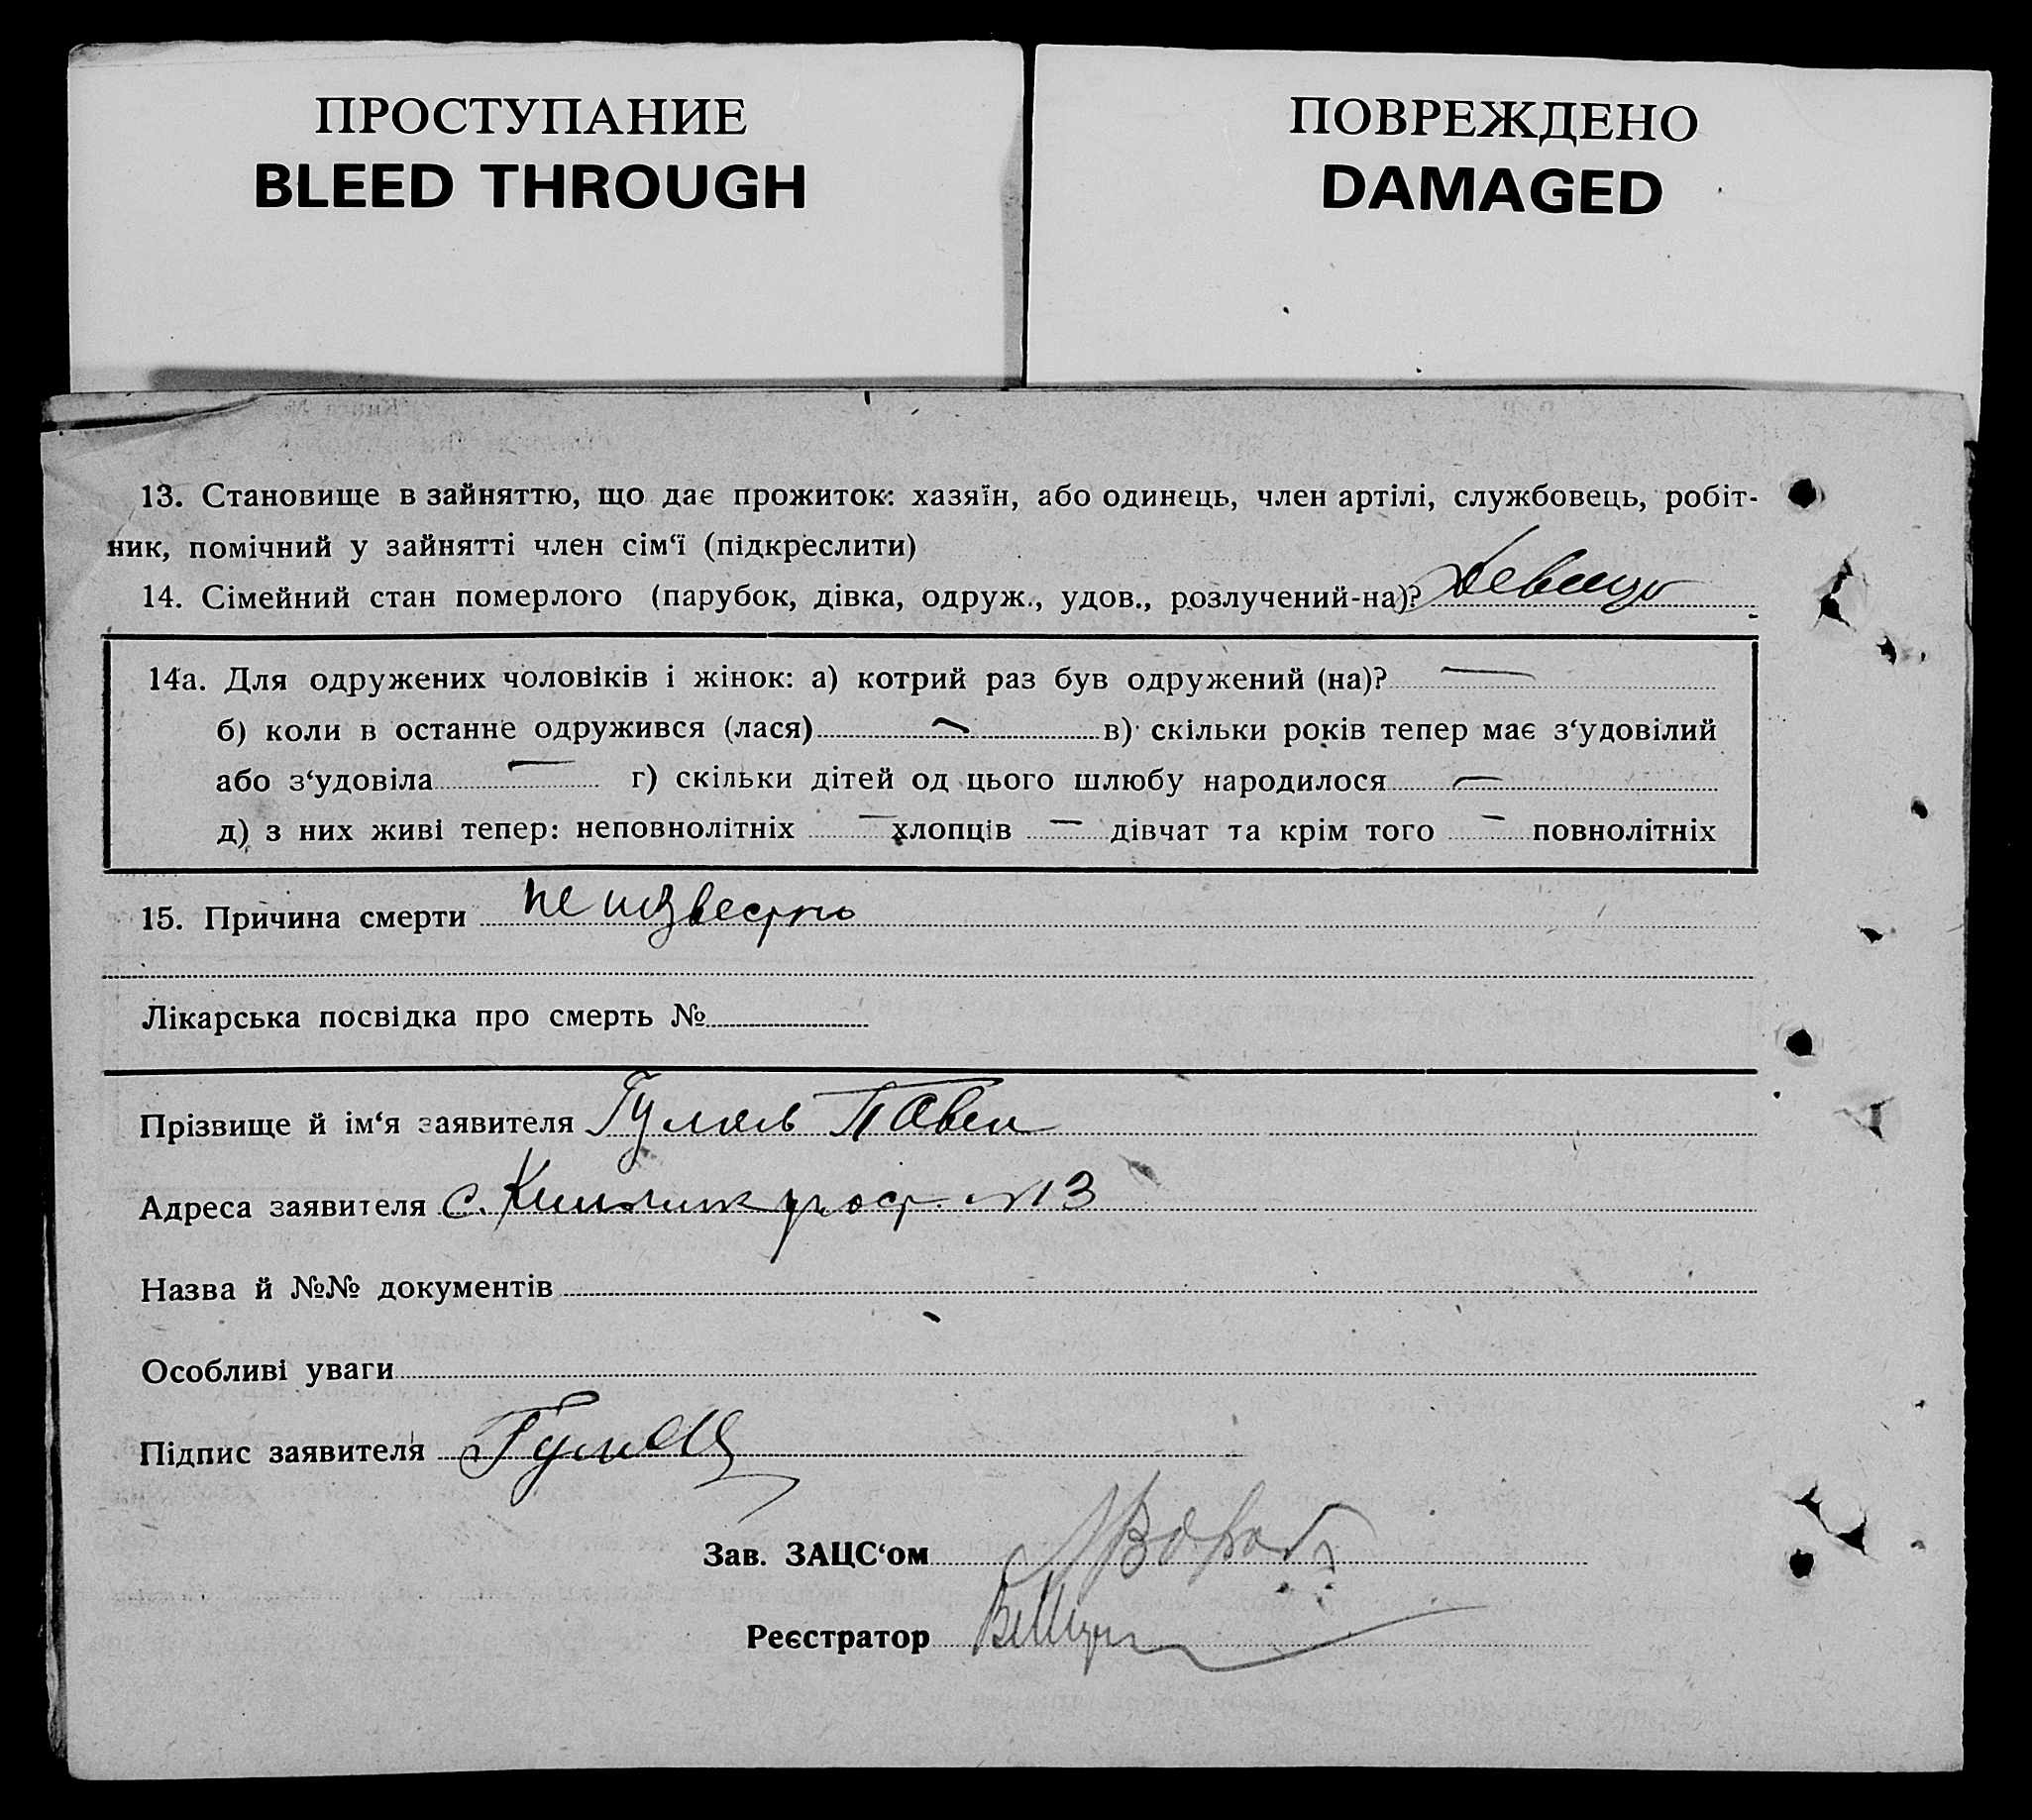 ПРОСТУПАНИЕ
BLEED THROUGH
ПОВРЕЖДЕНО
DAMAGED
13. Становище в зайняттю, що дає прожиток: хазяїн, або одинець, член артілі, службовець, робіт-
ник, помічний у зайнятті член сім‘ї (підкреслити)
14. Сімейний стан померлого (парубок, дівка, одруж., удов., розлучений-на)?
14а. Для одружених чоловіків і жінок: а) котрий раз був одружений (на)? —
б) коли в останнє одружився (лася) — в) скільки років тепер має з‘удовілий
або з‘удовіла — г) скільки дітей од цього шлюбу народилося —
д) з них живі тепер: неповнолітніх — хлопців — дівчат та крім того — повнолітніх
15. Причина смерти не известно
Лікарська посвідка про смерть №
Прізвище й ім‘я заявителя Павел
Адреса заявителя с. №13
Назва й №№ документів
Особливі уваги
Підпис заявителя
Зав. ЗАЦС‘ом
Реєстратор